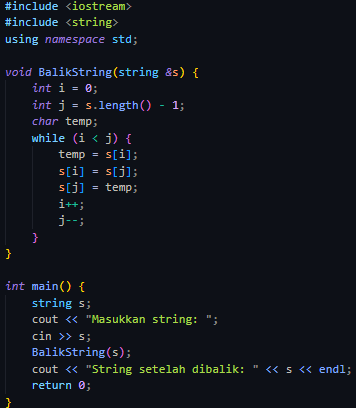 #include <iostream>
#include <string>
using namespace std;

void BalikString(string &s) {
    int i = 0;
    int j = s.length() - 1;
    char temp;
    while (i < j) {
        temp = s[i];
        s[i] = s[j];
        s[j] = temp;
        i++;
        j--;
    }
}

int main() {
    string s;
    cout << "Masukkan string: ";
    cin >> s;
    BalikString(s);
    cout << "String setelah dibalik: " << s << endl;
    return 0;
}